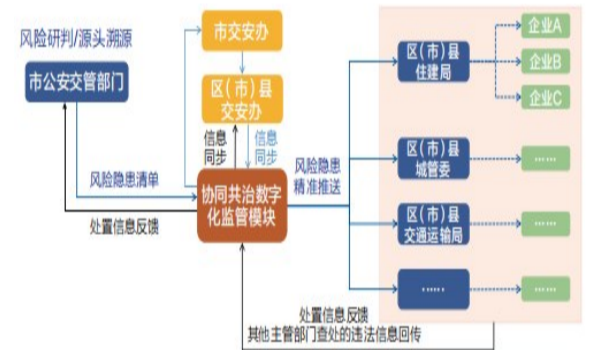 风险研判/源头溯源
市公安交管部门
市交安办
区(市)县
交安办
信息
同步
信息
同步
风险隐患清单
处置信息反馈
协同共治数字
化监管模块
风险隐患
精准推送
区(市)县
住建局
企业A
企业B
企业C
区(市)县
城管委
……
区(市)县
交通运输局
……
……
……
处置信息反馈
其他主管部门查处的违法信息回传